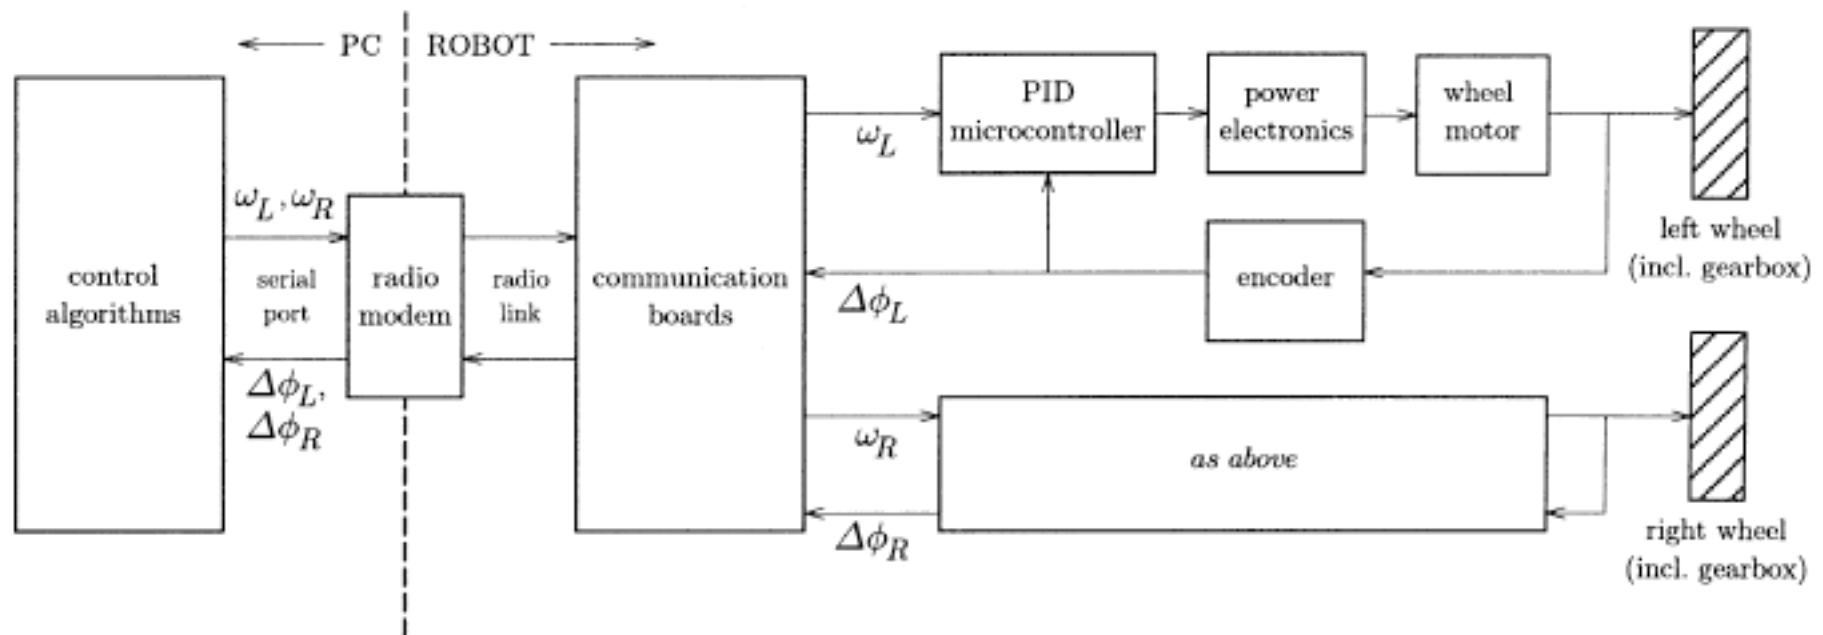 PC
ROBOT
control
algorithms
ω_L, ω_R
serial
port
Δϕ_L,
Δϕ_R
radio
modem
radio
link
communication
boards
ω_L
PID
microcontroller
power
electronics
wheel
motor
left wheel
(incl. gearbox)
Δϕ_L
encoder
ω_R
as above
Δϕ_R
right wheel
(incl. gearbox)